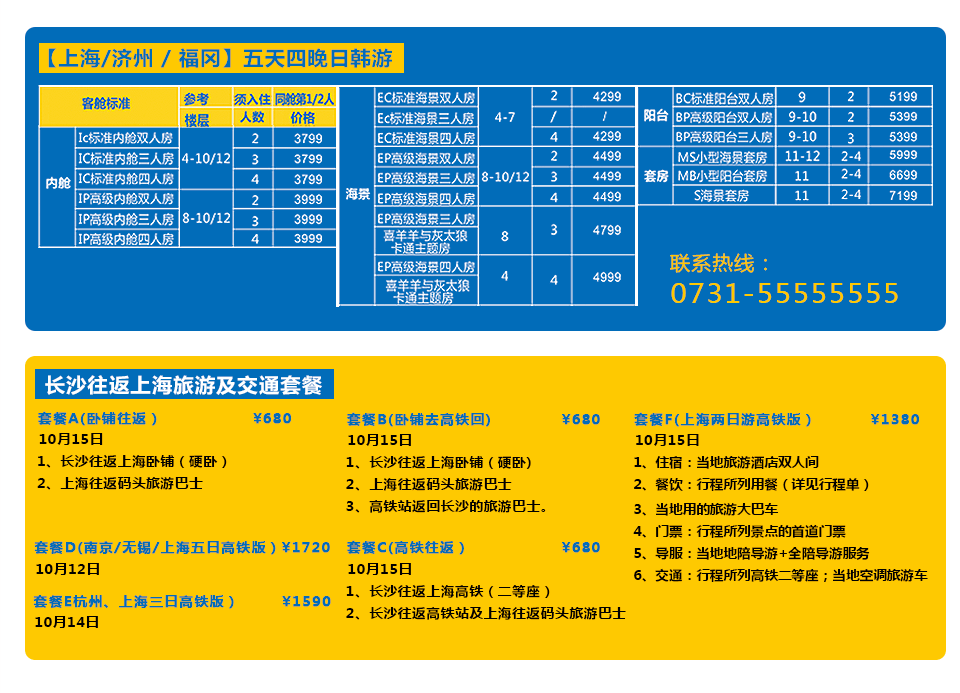 【上海/济州 / 福冈】五天四晚日韩游
客舱标准 参考楼层 须入住人数 同舱第1/2人价格
内舱
Ic标准内舱双人房 4-10/12 2 3799
IC标准内舱三人房 3 3799
IC标准内舱四人房 4 3799
IP高级内舱双人房 8-10/12 2 3999
IP高级内舱三人房 3 3999
IP高级内舱四人房 4 3999
海景
EC标准海景双人房 4-7 2 4299
Ec标准海景三人房 / /
EC标准海景四人房 4 4299
EP高级海景双人房 8-10/12 2 4499
EP高级海景三人房 3 4499
EP高级海景四人房 4 4499
EP高级海景三人房 8 3 4799
喜羊羊与灰太狼
卡通主题房
EP高级海景四人房 4 4 4999
喜羊羊与灰太狼
卡通主题房
阳台
BC标准阳台双人房 9 2 5199
BP高级阳台双人房 9-10 2 5399
BP高级阳台三人房 9-10 3 5399
套房
MS小型海景套房 11-12 2-4 5999
MB小型阳台套房 11 2-4 6699
S海景套房 11 2-4 7199
联系热线：
0731-55555555
长沙往返上海旅游及交通套餐
套餐A(卧铺往返） ¥680
10月15日
1、长沙往返上海卧铺（硬卧）
2、上海往返码头旅游巴士
套餐D(南京/无锡/上海五日高铁版）¥1720
10月12日
套餐E杭州、上海三日高铁版） ¥1590
10月14日
套餐B(卧铺去高铁回) ¥680
10月15日
1、长沙往返上海卧铺（硬卧)
2、上海往返码头旅游巴士
3、高铁站返回长沙的旅游巴士。
套餐C(高铁往返） ¥680
10月15日
1、长沙往返上海高铁（二等座）
2、长沙往返高铁站及上海往返码头旅游巴士
套餐F(上海两日游高铁版） ¥1380
10月15日
1、住宿：当地旅游酒店双人间
2、餐饮：行程所列用餐（详见行程单）
3、当地用的旅游大巴车
4、门票：行程所列景点的首道门票
5、导服：当地地陪导游+全陪导游服务
6、交通：行程所列高铁二等座；当地空调旅游车